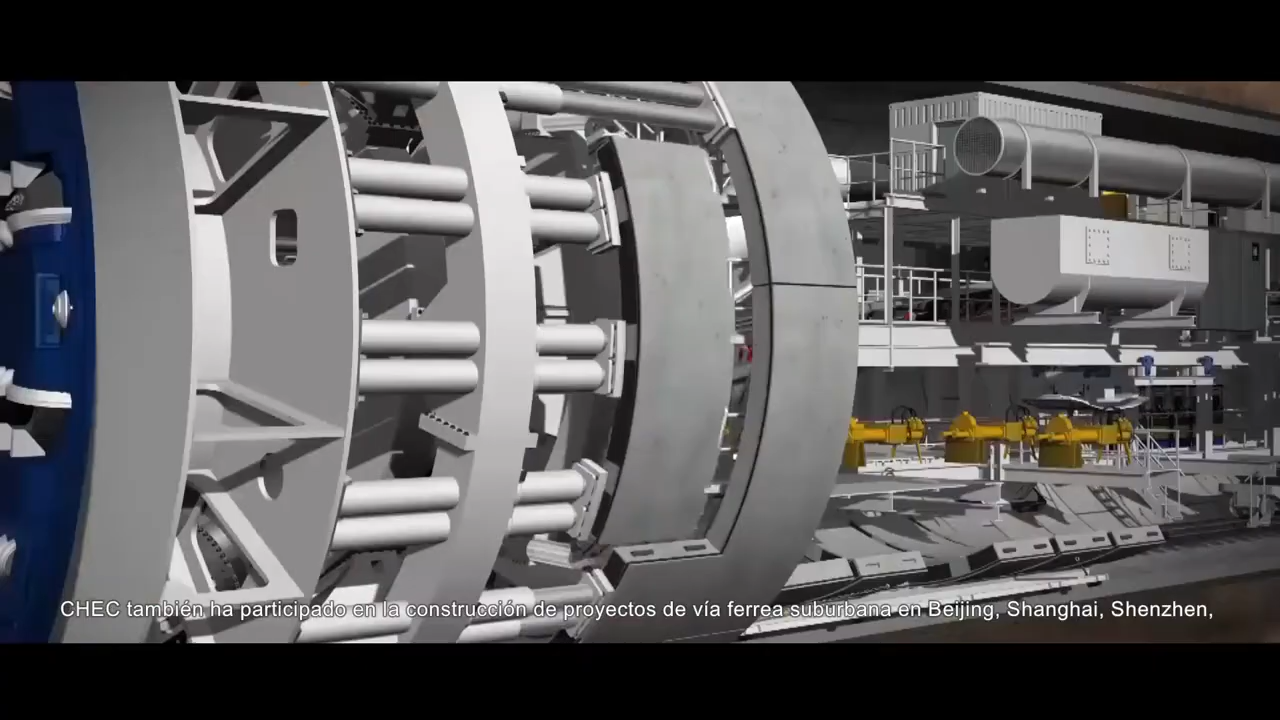 CHEC también ha participado en la construcción de proyectos de vía ferrea suburbana en Beijing, Shanghai, Shenzhen,